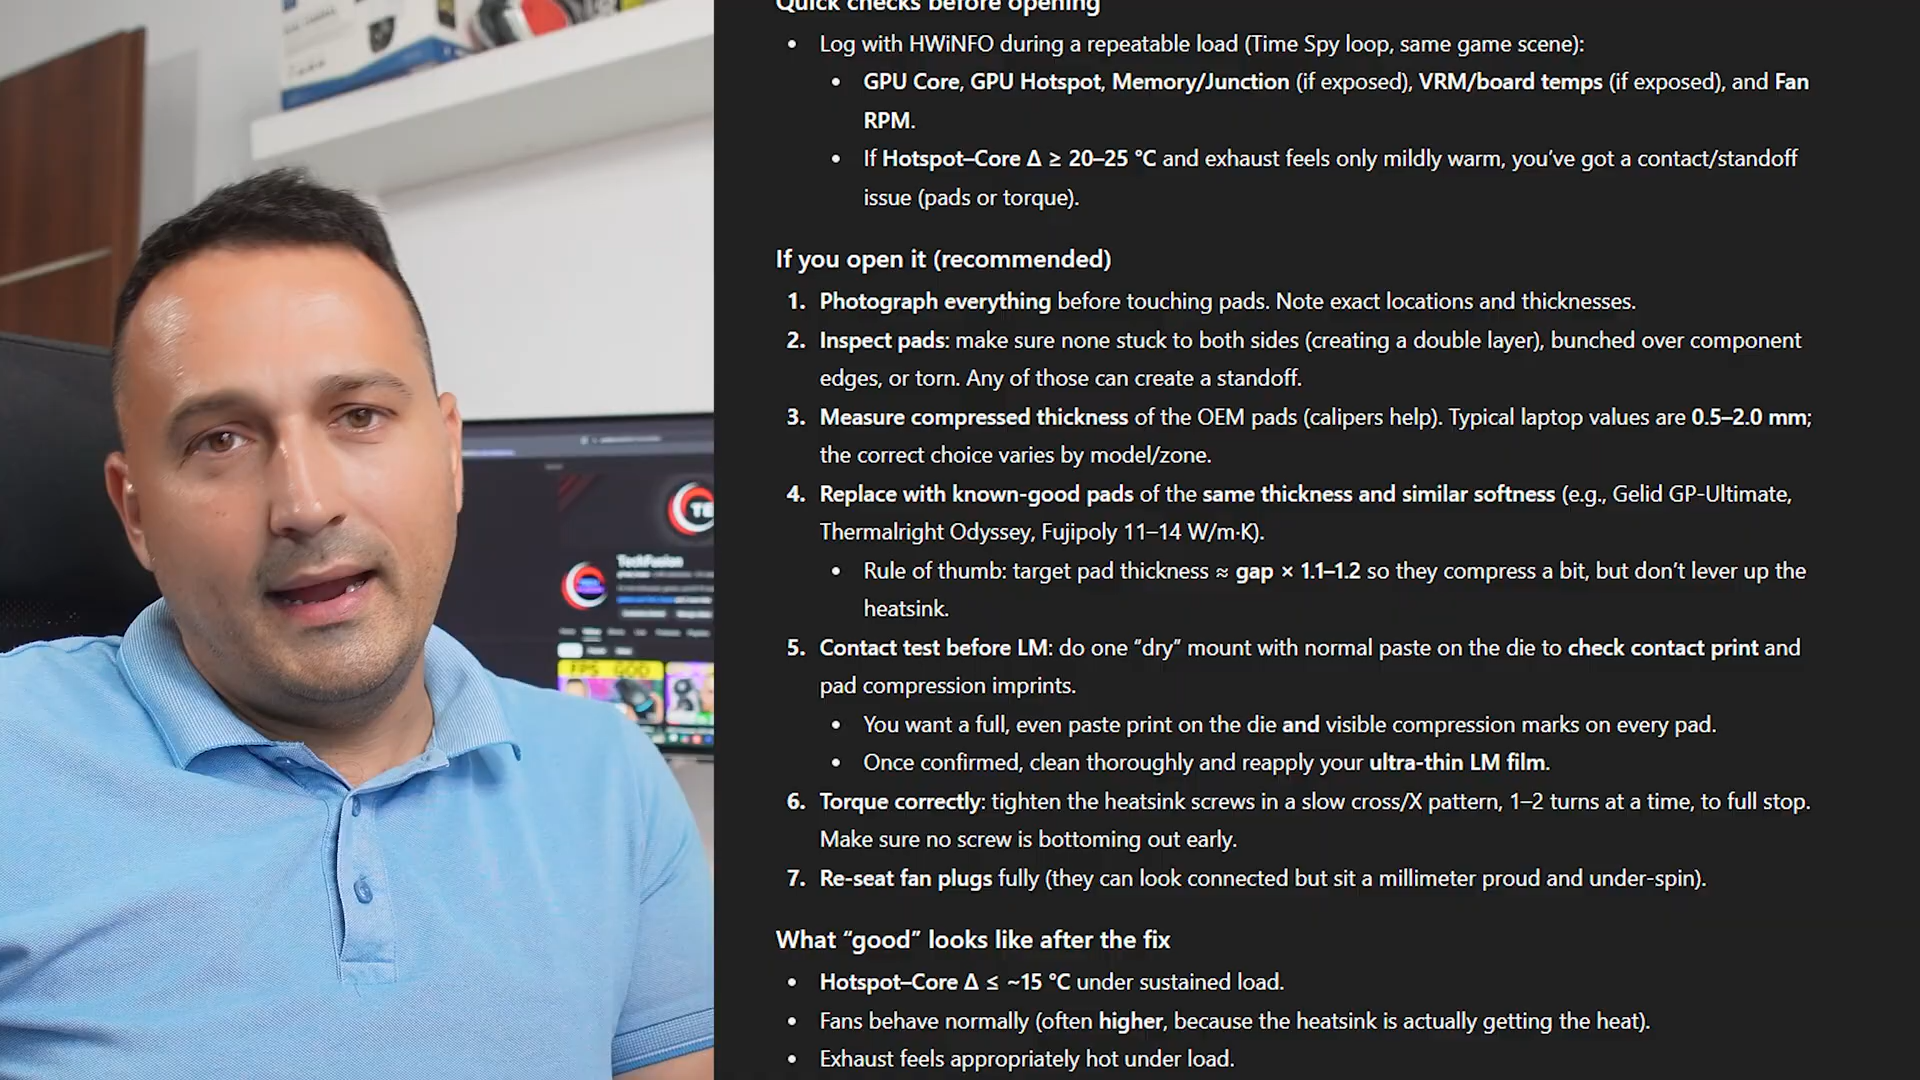 Quick checks before opening
• Log with HWiNFO during a repeatable load (Time Spy loop, same game scene):
• GPU Core, GPU Hotspot, Memory/Junction (if exposed), VRM/board temps (if exposed), and Fan
RPM.
• If Hotspot–Core Δ ≥ 20–25 °C and exhaust feels only mildly warm, you’ve got a contact/standoff
issue (pads or torque).
If you open it (recommended)
1. Photograph everything before touching pads. Note exact locations and thicknesses.
2. Inspect pads: make sure none stuck to both sides (creating a double layer), bunched over component
edges, or torn. Any of those can create a standoff.
3. Measure compressed thickness of the OEM pads (calipers help). Typical laptop values are 0.5–2.0 mm;
the correct choice varies by model/zone.
4. Replace with known-good pads of the same thickness and similar softness (e.g., Gelid GP-Ultimate,
Thermalright Odyssey, Fujipoly 11–14 W/m·K).
• Rule of thumb: target pad thickness ≈ gap × 1.1–1.2 so they compress a bit, but don’t lever up the
heatsink.
5. Contact test before LM: do one “dry” mount with normal paste on the die to check contact print and
pad compression imprints.
• You want a full, even paste print on the die and visible compression marks on every pad.
• Once confirmed, clean thoroughly and reapply your ultra-thin LM film.
6. Torque correctly: tighten the heatsink screws in a slow cross/X pattern, 1–2 turns at a time, to full stop.
Make sure no screw is bottoming out early.
7. Re-seat fan plugs fully (they can look connected but sit a millimeter proud and under-spin).
What “good” looks like after the fix
• Hotspot–Core Δ ≤ ~15 °C under sustained load.
• Fans behave normally (often higher, because the heatsink is actually getting the heat).
• Exhaust feels appropriately hot under load.
TE
TechFusion
FPS GOD